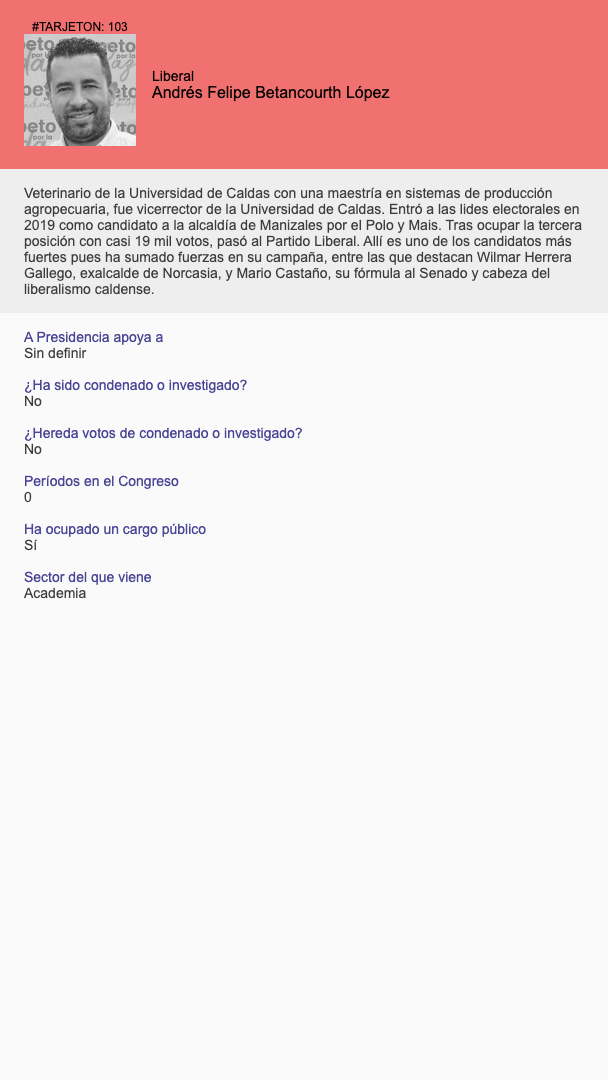 #TARJETON: 103
Liberal
Andrés Felipe Betancourth López
Veterinario de la Universidad de Caldas con una maestría en sistemas de producción
agropecuaria, fue vicerrector de la Universidad de Caldas. Entró a las lides electorales en
2019 como candidato a la alcaldía de Manizales por el Polo y Mais. Tras ocupar la tercera
posición con casi 19 mil votos, pasó al Partido Liberal. Allí es uno de los candidatos más
fuertes pues ha sumado fuerzas en su campaña, entre las que destacan Wilmar Herrera
Gallego, exalcalde de Norcasia, y Mario Castaño, su fórmula al Senado y cabeza del
liberalismo caldense.
A Presidencia apoya a
Sin definir
¿Ha sido condenado o investigado?
No
¿Hereda votos de condenado o investigado?
No
Períodos en el Congreso
0
Ha ocupado un cargo público
Sí
Sector del que viene
Academia